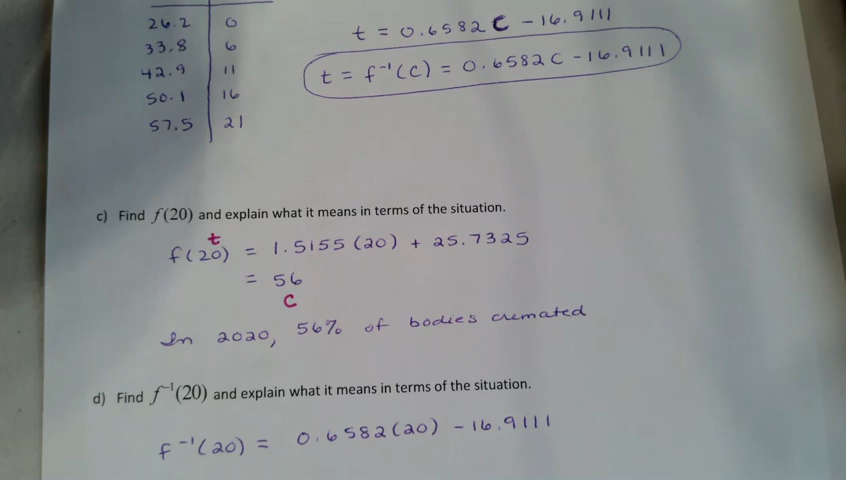 26.2 0
33.8 6
42.9 11
50.1 16
57.5 21
t = 0.6582 C - 16.9111
t = f⁻¹(C) = 0.6582 C - 16.9111
c) Find f(20) and explain what it means in terms of the situation.
t
f(20) = 1.5155(20) + 25.7325
= 56
C
In 2020, 56% of bodies cremated
d) Find f⁻¹(20) and explain what it means in terms of the situation.
f⁻¹(20) = 0.6582(20) - 16.9111